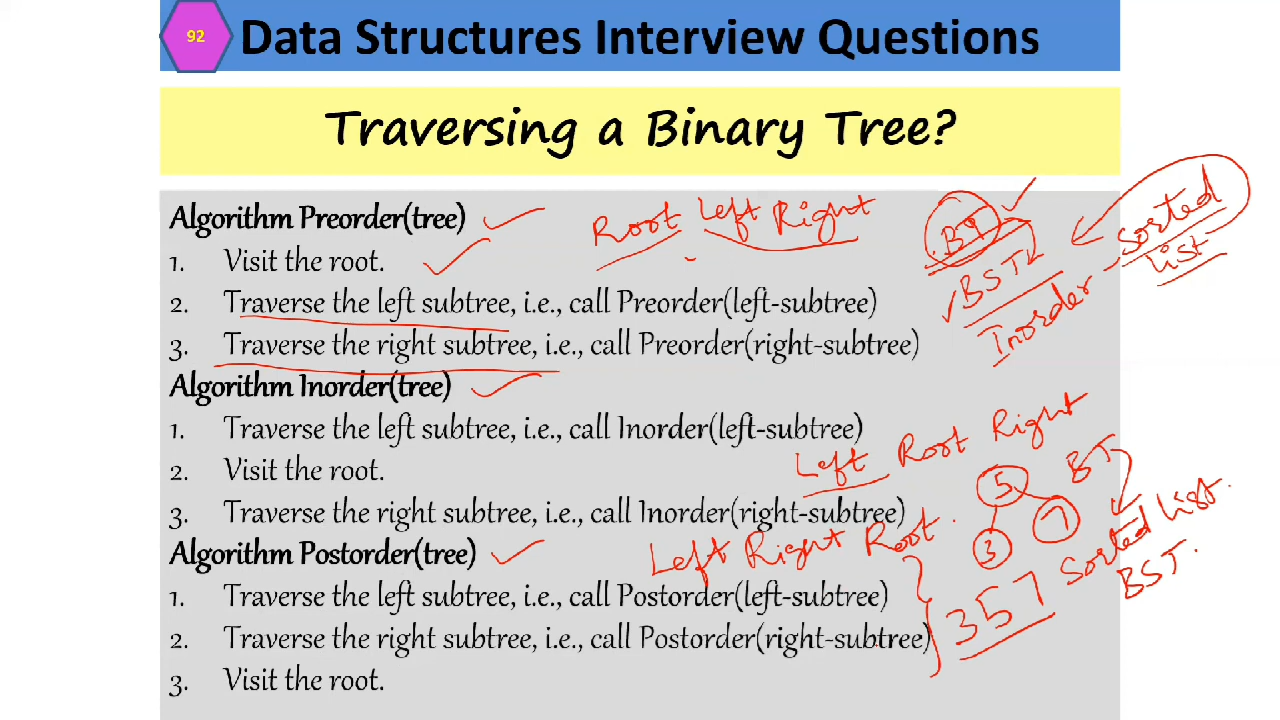 92
Data Structures Interview Questions
Traversing a Binary Tree?
Algorithm Preorder(tree)
1. Visit the root.
2. Traverse the left subtree, i.e., call Preorder(left-subtree)
3. Traverse the right subtree, i.e., call Preorder(right-subtree)
Algorithm Inorder(tree)
1. Traverse the left subtree, i.e., call Inorder(left-subtree)
2. Visit the root.
3. Traverse the right subtree, i.e., call Inorder(right-subtree)
Algorithm Postorder(tree)
1. Traverse the left subtree, i.e., call Postorder(left-subtree)
2. Traverse the right subtree, i.e., call Postorder(right-subtree)
3. Visit the root.
Root Left Right
BT
BST
Inorder
Sorted
List
Left Root Right
Left Right Root.
5
3
7
BT
Sorted List.
BST.
3 5 7